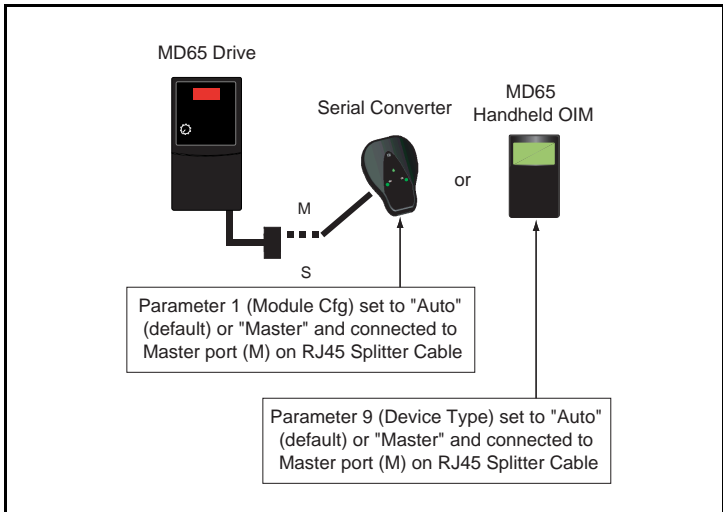 MD65 Drive
Serial Converter
MD65
Handheld OIM
or
M
S
Parameter 1 (Module Cfg) set to "Auto"
(default) or "Master" and connected to
Master port (M) on RJ45 Splitter Cable
Parameter 9 (Device Type) set to "Auto"
(default) or "Master" and connected to
Master port (M) on RJ45 Splitter Cable